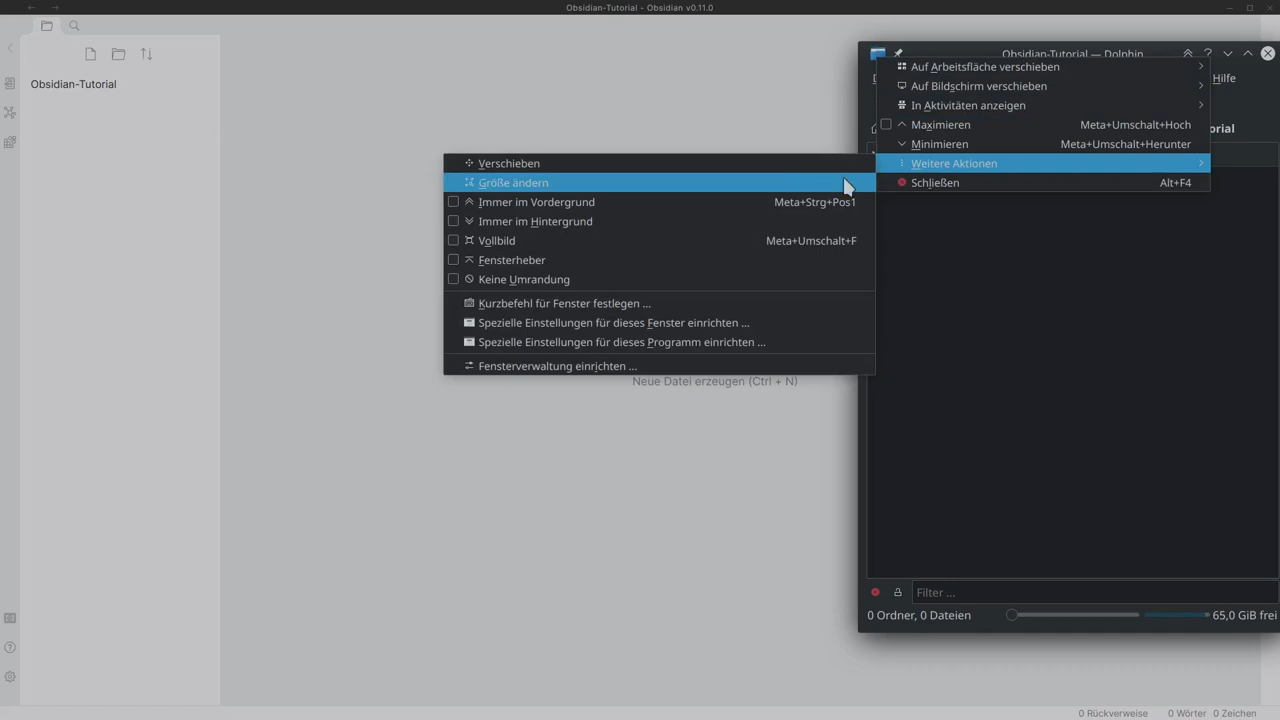 Obsidian-Tutorial - Obsidian v0.11.0
Obsidian-Tutorial
Neue Datei erzeugen (Ctrl + N)
0 Rückverweise
0 Wörter
0 Zeichen
Obsidian-Tutorial — Dolphin
Hilfe
orial
Auf Arbeitsfläche verschieben
Auf Bildschirm verschieben
In Aktivitäten anzeigen
Maximieren Meta+Umschalt+Hoch
Minimieren Meta+Umschalt+Herunter
Weitere Aktionen
Schließen Alt+F4
Verschieben
Größe ändern
Immer im Vordergrund Meta+Strg+Pos1
Immer im Hintergrund
Vollbild Meta+Umschalt+F
Fensterheber
Keine Umrandung
Kurzbefehl für Fenster festlegen ...
Spezielle Einstellungen für dieses Fenster einrichten ...
Spezielle Einstellungen für dieses Programm einrichten ...
Fensterverwaltung einrichten ...
Filter ...
0 Ordner, 0 Dateien
65,0 GiB frei